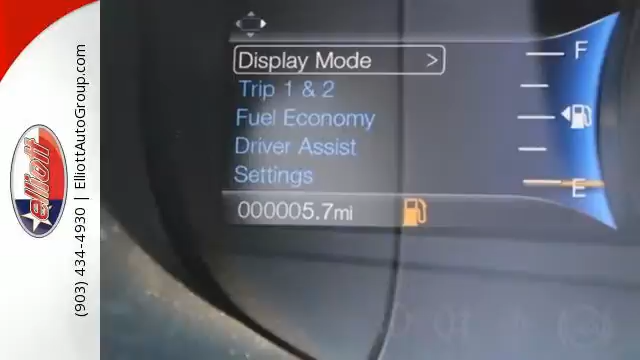 Display Mode >
Trip 1 & 2
Fuel Economy
Driver Assist
Settings
000005.7mi
F
E
elliott
(903) 434-4930 | ElliottAutoGroup.com